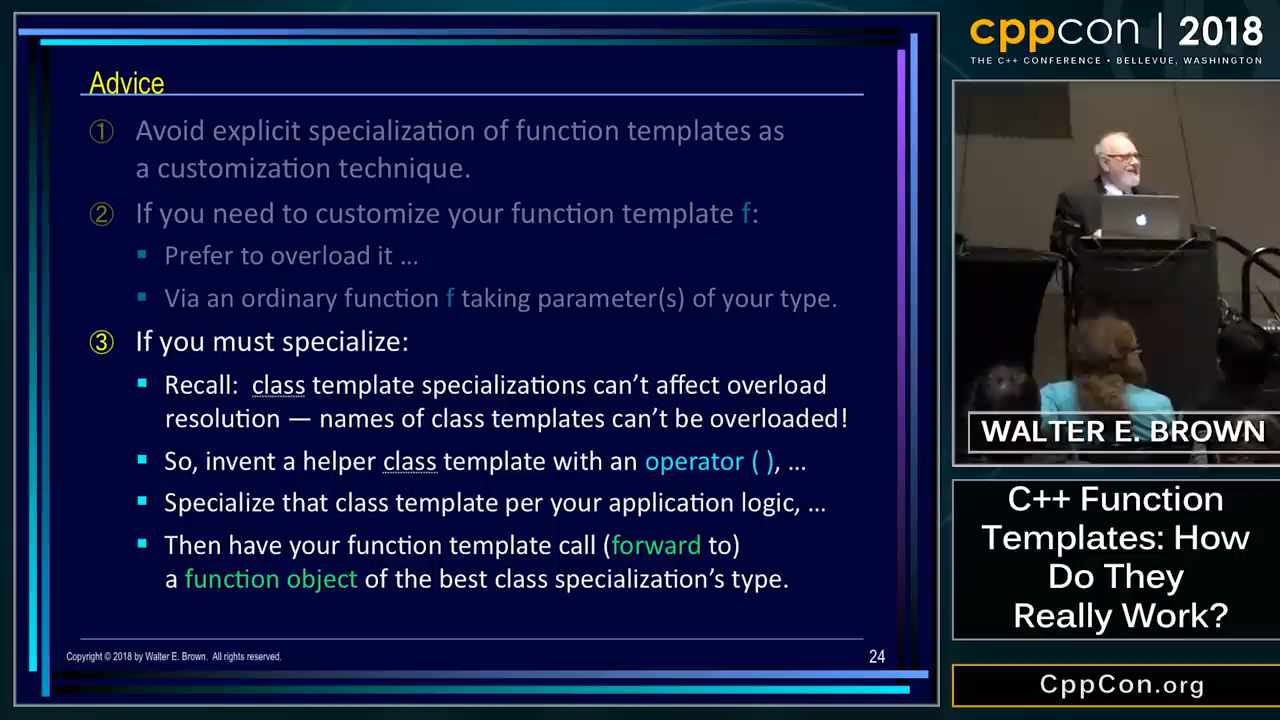 Advice
① Avoid explicit specialization of function templates as
a customization technique.
② If you need to customize your function template f:
▪ Prefer to overload it …
▪ Via an ordinary function f taking parameter(s) of your type.
③ If you must specialize:
▪ Recall: class template specializations can't affect overload
resolution — names of class templates can't be overloaded!
▪ So, invent a helper class template with an operator ( ), …
▪ Specialize that class template per your application logic, …
▪ Then have your function template call (forward to)
a function object of the best class specialization's type.
Copyright © 2018 by Walter E. Brown. All rights reserved.
24
cppcon | 2018
THE C++ CONFERENCE • BELLEVUE, WASHINGTON
WALTER E. BROWN
C++ Function
Templates: How
Do They
Really Work?
CppCon.org